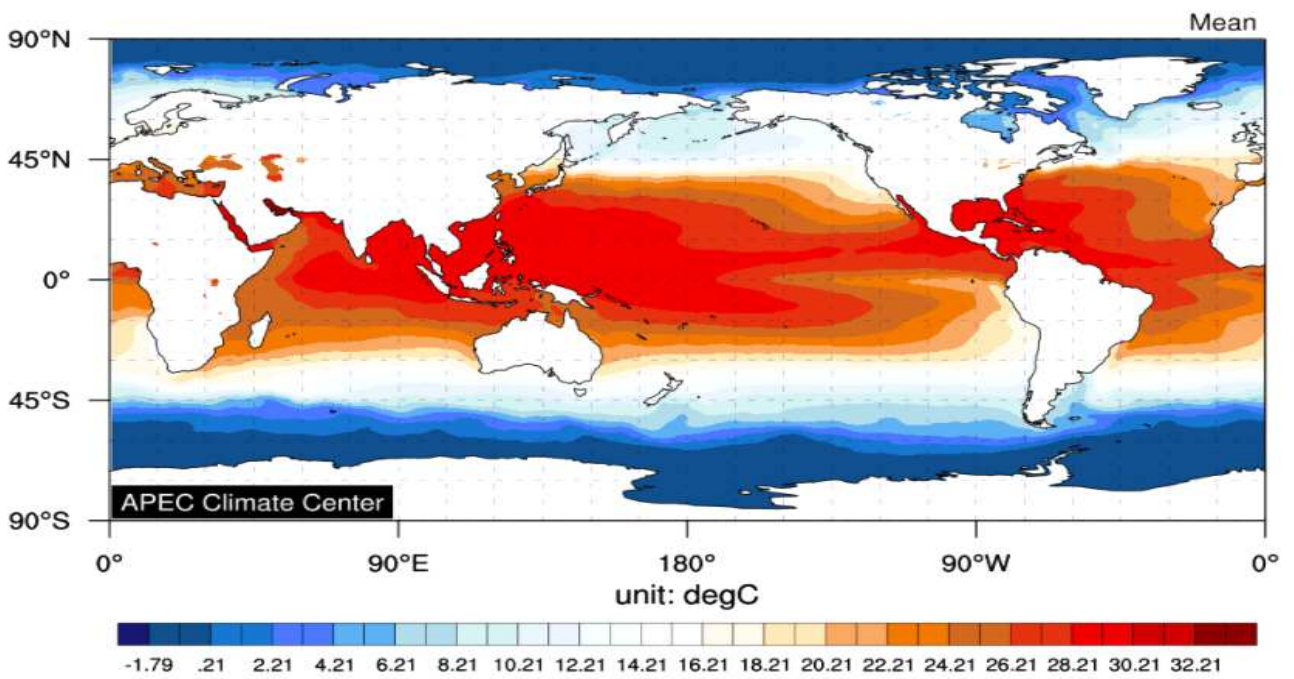 Mean
90°N
45°N
0°
45°S
90°S
APEC Climate Center
0° 90°E 180° 90°W 0°
unit: degC
-1.79 .21 2.21 4.21 6.21 8.21 10.21 12.21 14.21 16.21 18.21 20.21 22.21 24.21 26.21 28.21 30.21 32.21